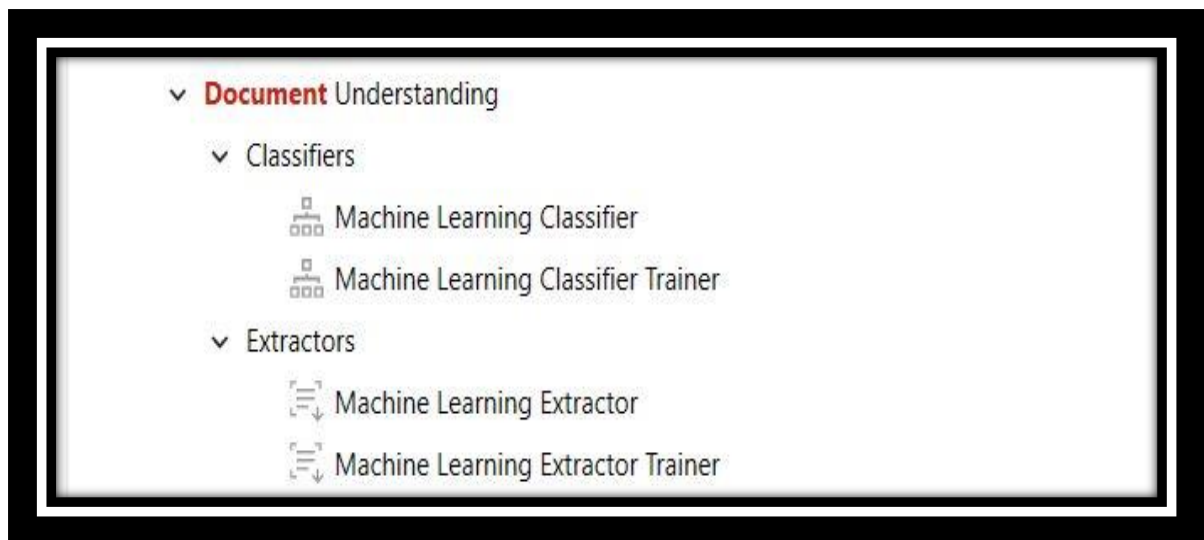 Document Understanding
Classifiers
Machine Learning Classifier
Machine Learning Classifier Trainer
Extractors
Machine Learning Extractor
Machine Learning Extractor Trainer